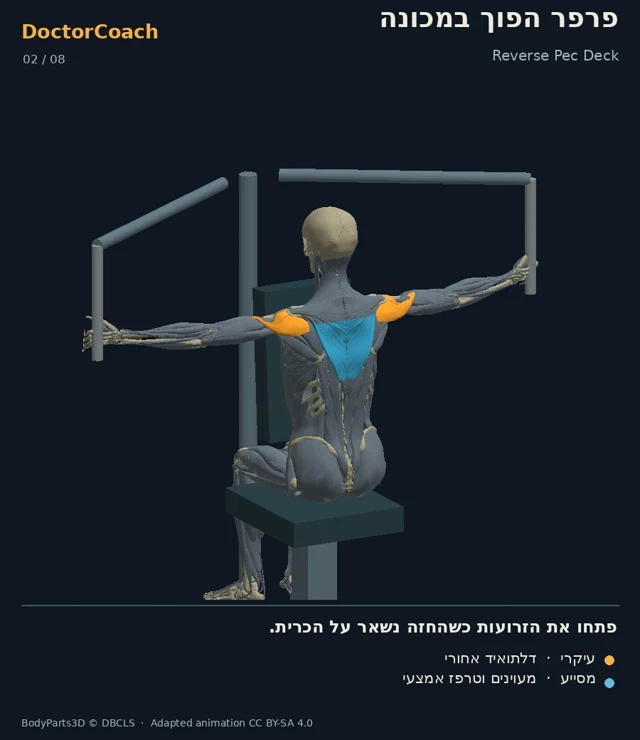 פרפר הפוך במכונה
DoctorCoach
Reverse Pec Deck
02 / 08
פתחו את הזרועות כשהחזה נשאר על הכרית.
עיקרי · דלתואיד אחורי
מסייע · מעוינים וטרפז אמצעי
BodyParts3D © DBCLS · Adapted animation CC BY-SA 4.0